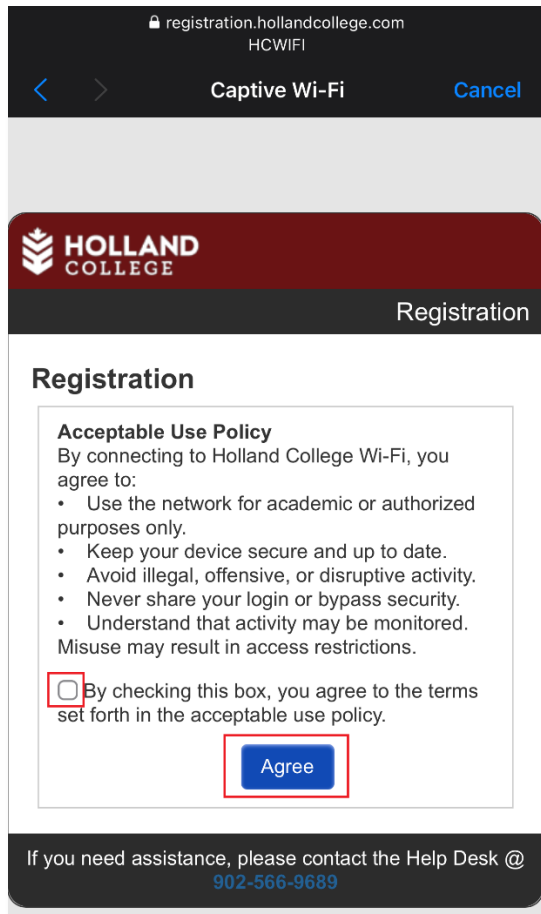 registration.hollandcollege.com
HCWIFI
Captive Wi-Fi
Cancel
HOLLAND
COLLEGE
Registration
Registration
Acceptable Use Policy
By connecting to Holland College Wi-Fi, you
agree to:
• Use the network for academic or authorized
purposes only.
• Keep your device secure and up to date.
• Avoid illegal, offensive, or disruptive activity.
• Never share your login or bypass security.
• Understand that activity may be monitored.
Misuse may result in access restrictions.
By checking this box, you agree to the terms
set forth in the acceptable use policy.
Agree
If you need assistance, please contact the Help Desk @
902-566-9689